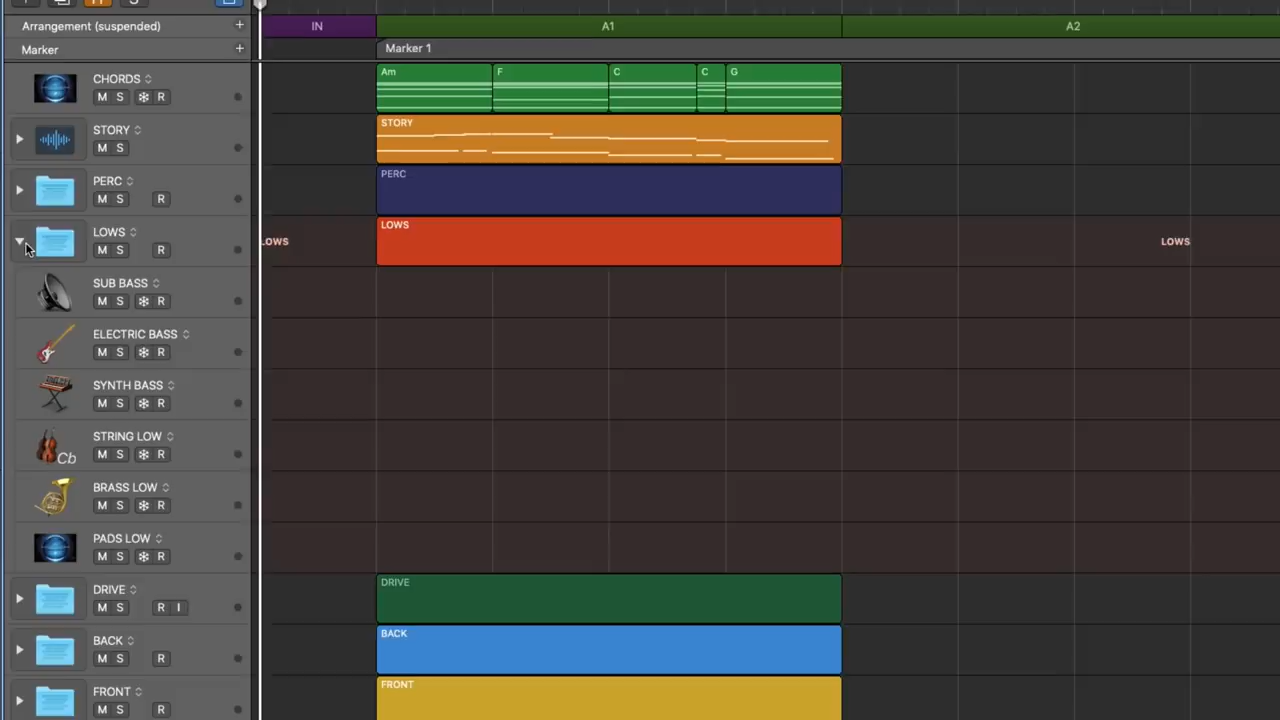 Arrangement (suspended) +
IN A1 A2
Marker +
Marker 1
CHORDS
M S R
Am F C C G
STORY
M S
STORY
PERC
M S R
PERC
LOWS
M S R
LOWS
LOWS
LOWS
SUB BASS
M S R
ELECTRIC BASS
M S R
SYNTH BASS
M S R
STRING LOW
M S R
Cb
BRASS LOW
M S R
PADS LOW
M S R
DRIVE
M S R I
DRIVE
BACK
M S R
BACK
FRONT
M S R
FRONT